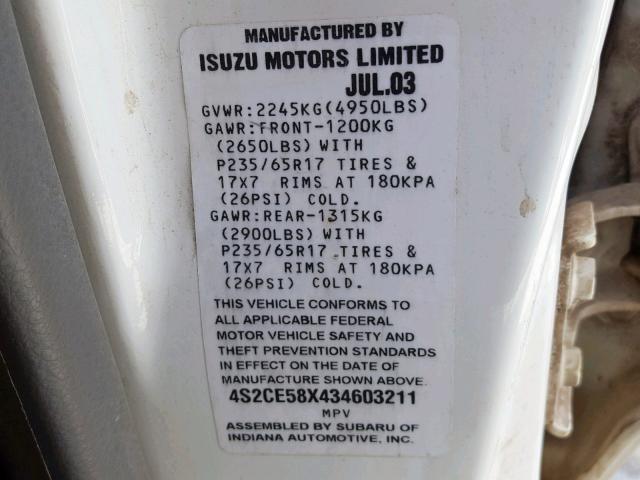 MANUFACTURED BY
ISUZU MOTORS LIMITED
JUL.03
GVWR:2245KG(4950LBS)
GAWR:FRONT-1200KG
(2650LBS) WITH
P235/65R17 TIRES &
17X7 RIMS AT 180KPA
(26PSI) COLD.
GAWR:REAR-1315KG
(2900LBS) WITH
P235/65R17 TIRES &
17X7 RIMS AT 180KPA
(26PSI) COLD.
THIS VEHICLE CONFORMS TO
ALL APPLICABLE FEDERAL
MOTOR VEHICLE SAFETY AND
THEFT PREVENTION STANDARDS
IN EFFECT ON THE DATE OF
MANUFACTURE SHOWN ABOVE.
4S2CE58X434603211
MPV
ASSEMBLED BY SUBARU OF
INDIANA AUTOMOTIVE, INC.